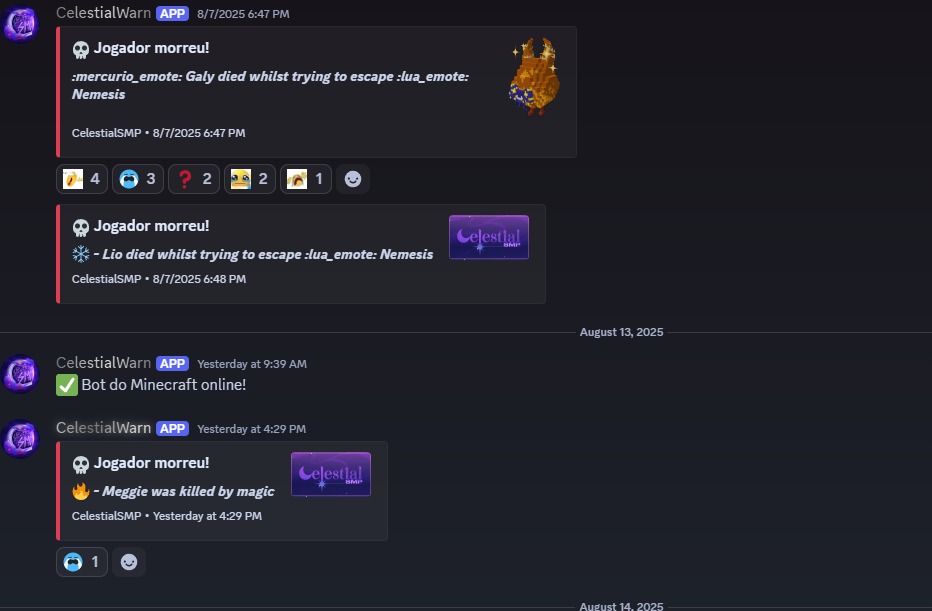 CelestialWarn APP 8/7/2025 6:47 PM
Jogador morreu!
:mercurio_emote: Galy died whilst trying to escape :lua_emote:
Nemesis
CelestialSMP • 8/7/2025 6:47 PM
4 3 2 2 1
Jogador morreu!
- Lio died whilst trying to escape :lua_emote: Nemesis
Celestial
SMP
CelestialSMP • 8/7/2025 6:48 PM
August 13, 2025
CelestialWarn APP Yesterday at 9:39 AM
Bot do Minecraft online!
CelestialWarn APP Yesterday at 4:29 PM
Jogador morreu!
- Meggie was killed by magic
Celestial
SMP
CelestialSMP • Yesterday at 4:29 PM
1
August 14, 2025